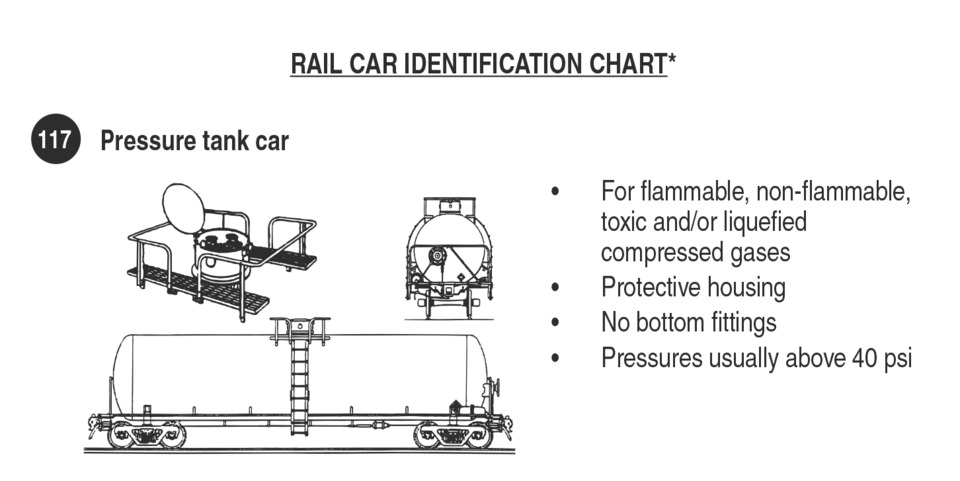 RAIL CAR IDENTIFICATION CHART*
117 Pressure tank car
• For flammable, non-flammable,
toxic and/or liquefied
compressed gases
• Protective housing
• No bottom fittings
• Pressures usually above 40 psi